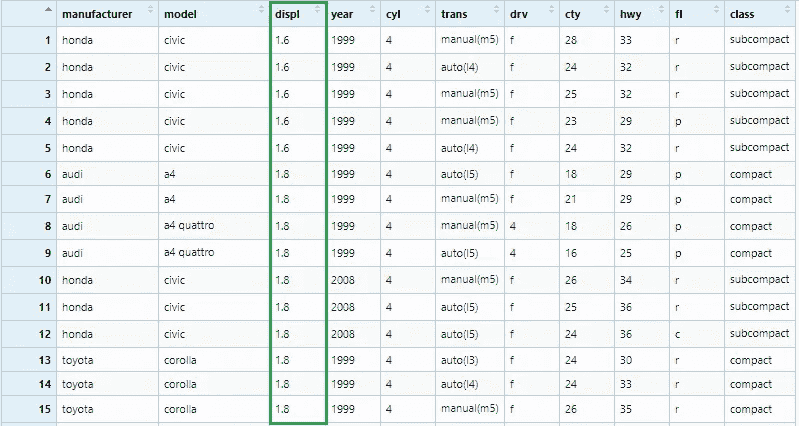 manufacturer model displ year cyl trans drv cty hwy fl class
1 honda civic 1.6 1999 4 manual(m5) f 28 33 r subcompact
2 honda civic 1.6 1999 4 auto(l4) f 24 32 r subcompact
3 honda civic 1.6 1999 4 manual(m5) f 25 32 r subcompact
4 honda civic 1.6 1999 4 manual(m5) f 23 29 p subcompact
5 honda civic 1.6 1999 4 auto(l4) f 24 32 r subcompact
6 audi a4 1.8 1999 4 auto(l5) f 18 29 p compact
7 audi a4 1.8 1999 4 manual(m5) f 21 29 p compact
8 audi a4 quattro 1.8 1999 4 manual(m5) 4 18 26 p compact
9 audi a4 quattro 1.8 1999 4 auto(l5) 4 16 25 p compact
10 honda civic 1.8 2008 4 manual(m5) f 26 34 r subcompact
11 honda civic 1.8 2008 4 auto(l5) f 25 36 r subcompact
12 honda civic 1.8 2008 4 auto(l5) f 24 36 c subcompact
13 toyota corolla 1.8 1999 4 auto(l3) f 24 30 r compact
14 toyota corolla 1.8 1999 4 auto(l4) f 24 33 r compact
15 toyota corolla 1.8 1999 4 manual(m5) f 26 35 r compact